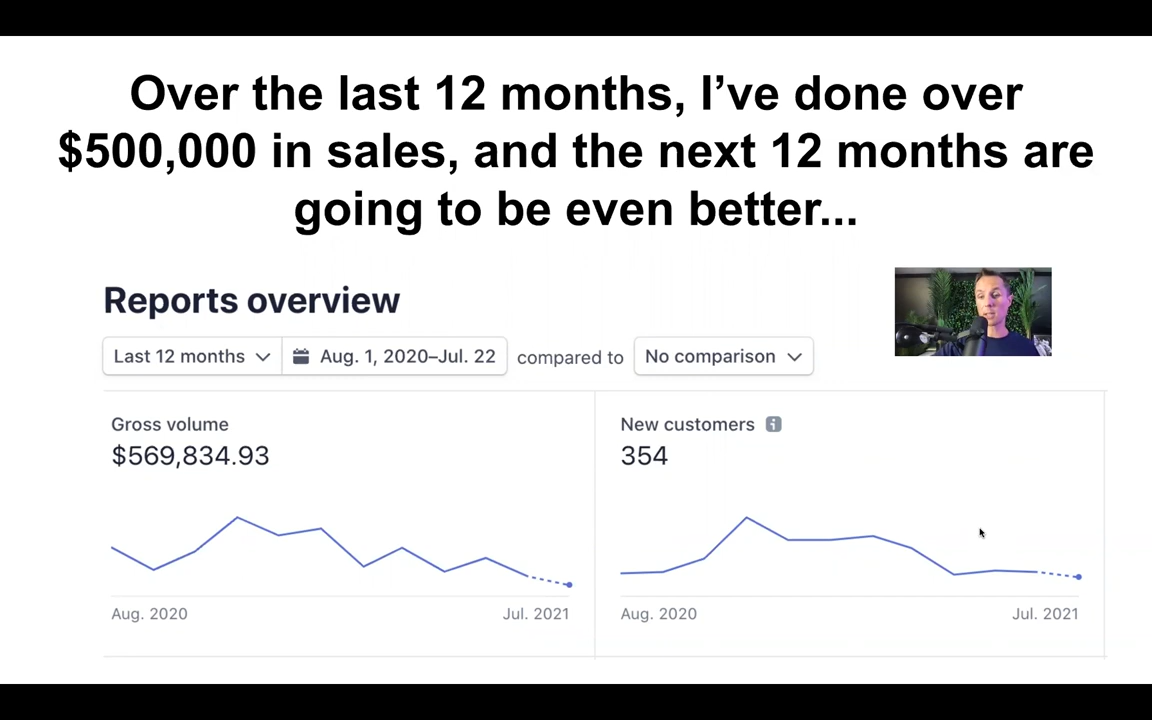 Over the last 12 months, I’ve done over
$500,000 in sales, and the next 12 months are
going to be even better...
Reports overview
Last 12 months Aug. 1, 2020–Jul. 22 compared to No comparison
Gross volume
$569,834.93
Aug. 2020 Jul. 2021
New customers
354
Aug. 2020 Jul. 2021